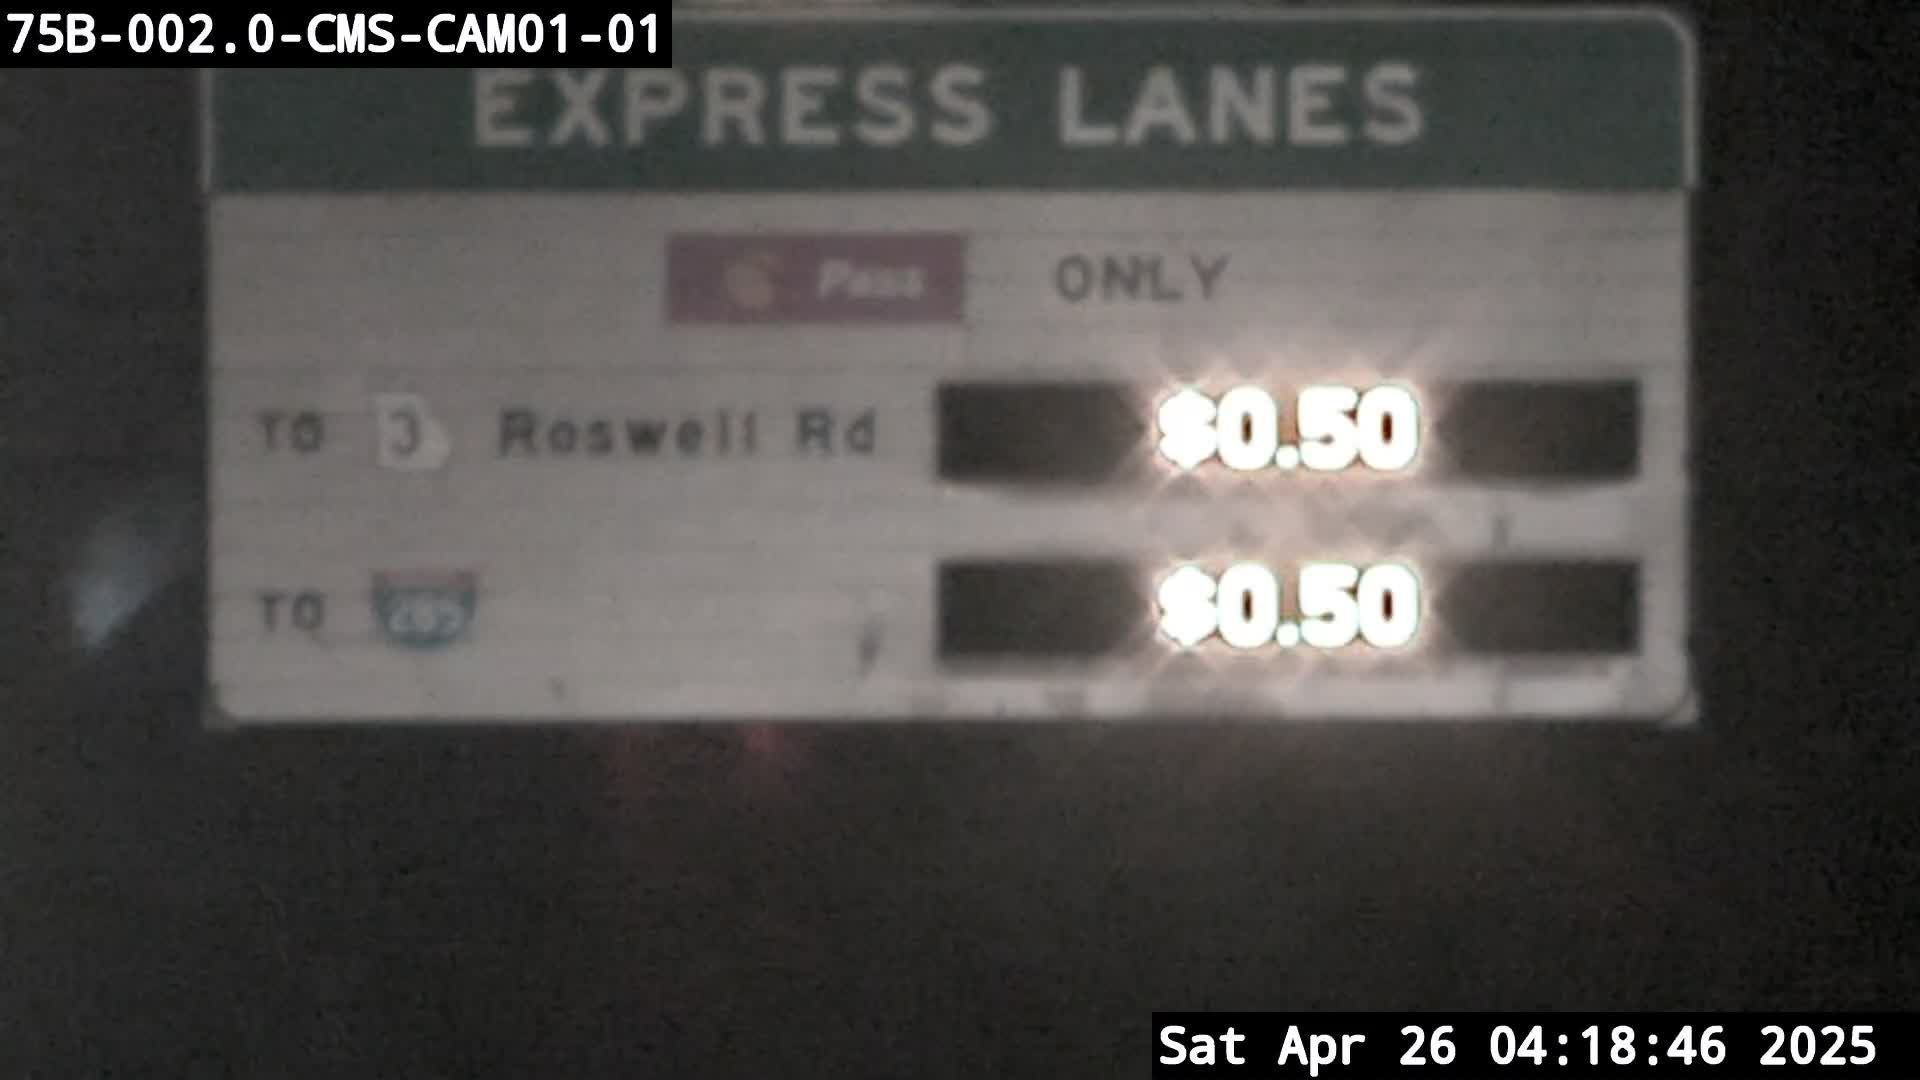 75B-002.0-CMS-CAM01-01
EXPRESS LANES
Pass ONLY
TO 3 Roswell Rd $0.50
TO 285 $0.50
Sat Apr 26 04:18:46 2025